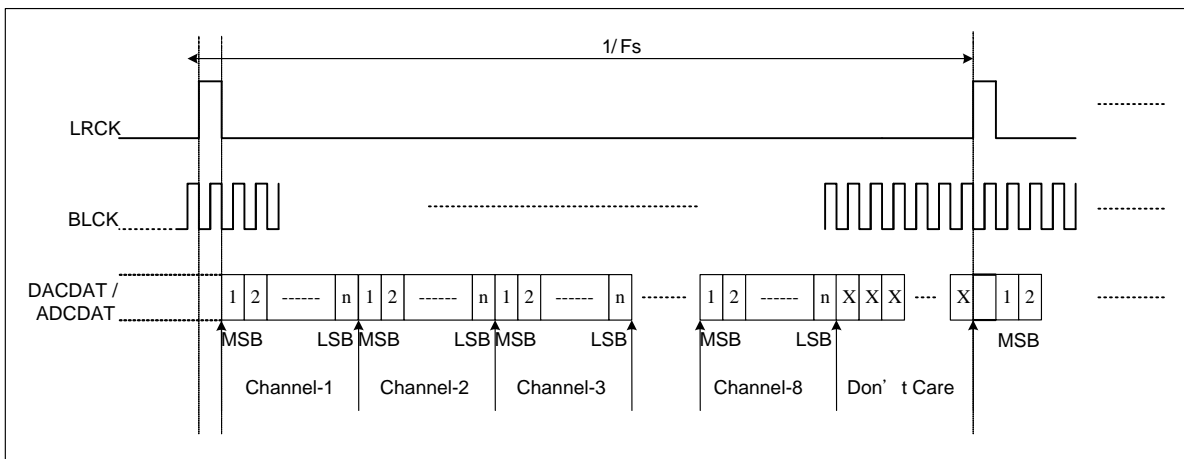 1/ Fs
LRCK
BLCK
DACDAT /
ADCDAT
1 2 ------ n 1 2 ------ n 1 2 ------ n 1 2 ------ n X X X X 1 2
MSB LSB MSB LSB MSB LSB MSB LSB MSB
Channel-1 Channel-2 Channel-3 Channel-8 Don’ t Care